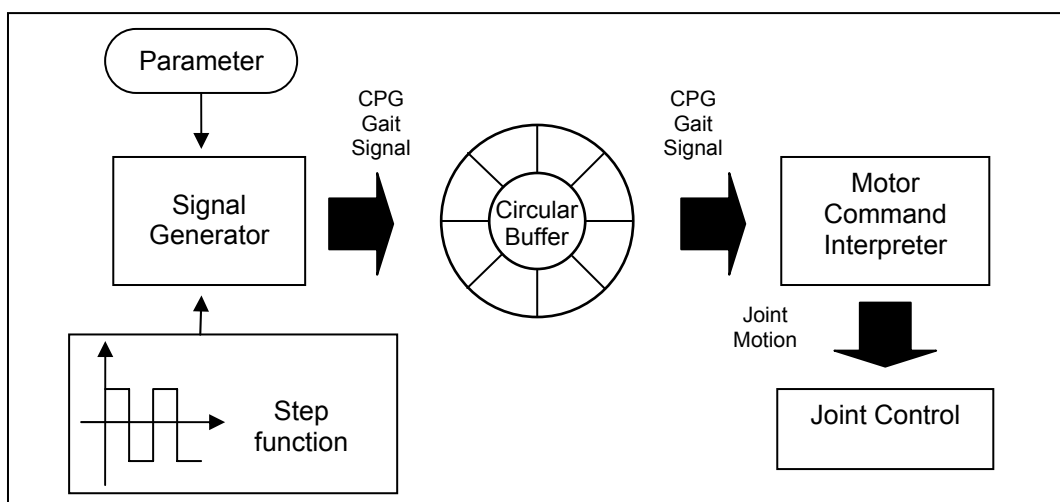 Parameter
CPG
Gait
Signal
Signal
Generator
Circular
Buffer
CPG
Gait
Signal
Motor
Command
Interpreter
Joint
Motion
Step
function
Joint Control